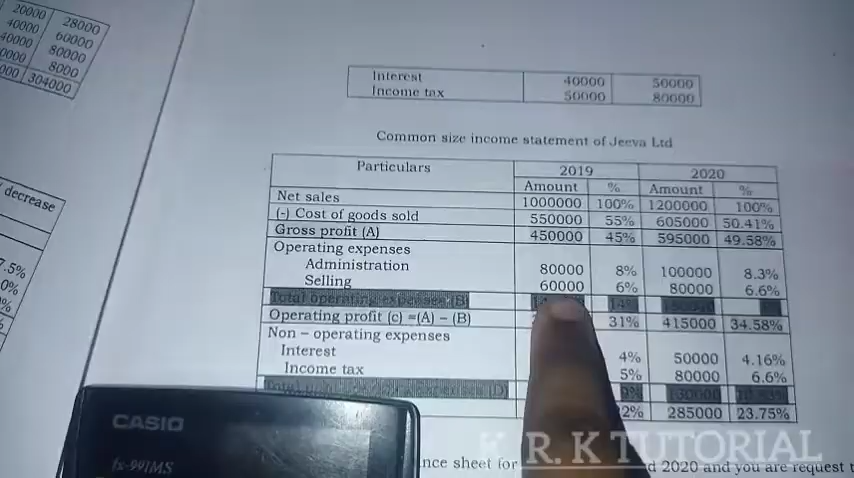 20000 28000
40000 60000
40000 80000
0000 8000
000 304000
decrease
7.5%
0%
%
Interest 40000 50000
Income tax 50000 80000
Common size income statement of Jeeva Ltd
Particulars 2019 2020
Amount % Amount %
Net sales 1000000 100% 1200000 100%
(-) Cost of goods sold 550000 55% 605000 50.41%
Gross profit (A) 450000 45% 595000 49.58%
Operating expenses
Administration 80000 8% 100000 8.3%
Selling 60000 6% 80000 6.6%
Total operating expenses (B) 14%
Operating profit (c) =(A) – (B) 31% 415000 34.58%
Non – operating expenses
Interest 4% 50000 4.16%
Income tax 5% 80000 6.6%
(D) 9% 130000
2% 285000 23.75%
CASIO
fx-991MS
nce sheet for d 2020 and you are request t
R. K TUTORIAL